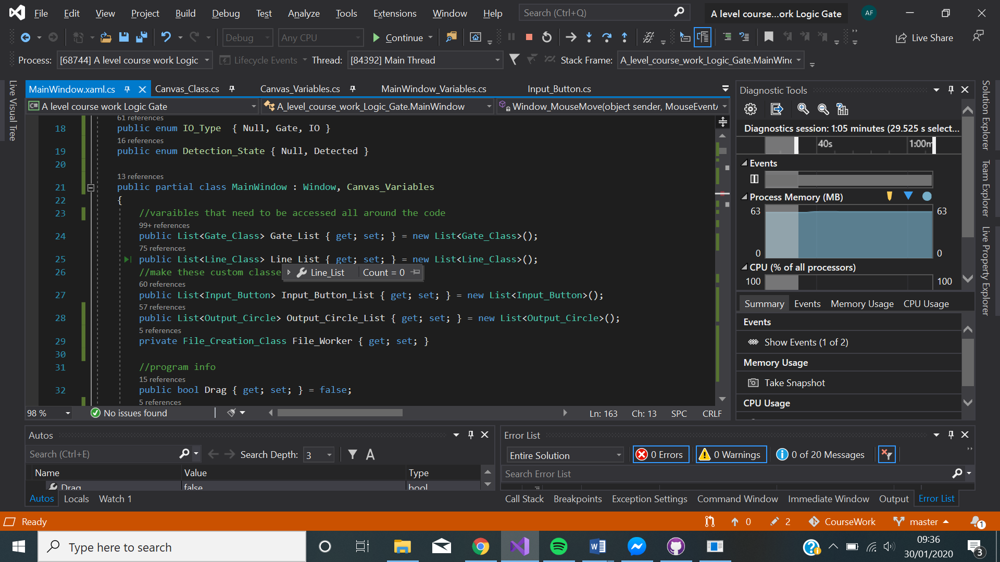 File Edit View Project Build Debug Test Analyze Tools Extensions Window Help Search (Ctrl+Q) A level course...ork Logic Gate AF
Debug Any CPU Continue Live Share
Process: [68744] A level course work Logic Lifecycle Events Thread: [84392] Main Thread Stack Frame: A_level_course_work_Logic_Gate.MainWinc
Live Visual Tree
MainWindow.xaml.cs Canvas_Class.cs Canvas_Variables.cs MainWindow_Variables.cs Input_Button.cs
C# A level course work Logic Gate A_level_course_work_Logic_Gate.MainWindow Window_MouseMove(object sender, MouseEventA
61 references
18 public enum IO_Type { Null, Gate, IO }
16 references
19 public enum Detection_State { Null, Detected }
20
13 references
21 public partial class MainWindow : Window, Canvas_Variables
22 {
23 //varaibles that need to be accessed all around the code
99+ references
24 public List<Gate_Class> Gate_List { get; set; } = new List<Gate_Class>();
75 references
25 public List<Line_Class> Line_List { get; set; } = new List<Line_Class>();
26 //make these custom classe
Line_List Count = 0
60 references
27 public List<Input_Button> Input_Button_List { get; set; } = new List<Input_Button>();
57 references
28 public List<Output_Circle> Output_Circle_List { get; set; } = new List<Output_Circle>();
5 references
29 private File_Creation_Class File_Worker { get; set; }
30
31 //program info
15 references
32 public bool Drag { get; set; } = false;
5 references
98 % No issues found Ln: 163 Ch: 13 SPC CRLF
Diagnostic Tools
Diagnostics session: 1:05 minutes (29.525 s select...
40s 1:00m
Events
Process Memory (MB)
63 63
0 0
CPU (% of all processors)
100 100
Summary Events Memory Usage CPU Usage
Events
Show Events (1 of 2)
Memory Usage
Take Snapshot
CPU Usage
Solution Explorer
Team Explorer
Live Property Explorer
Autos
Search (Ctrl+E) Search Depth: 3 A
Name Value Type
Drag false bool
Autos Locals Watch 1
Error List
Entire Solution 0 Errors 0 Warnings 0 of 20 Messages
Search Error List
Call Stack Breakpoints Exception Settings Command Window Immediate Window Output Error List
Ready 0 2 CourseWork master 1
Type here to search
09:36
30/01/2020
3